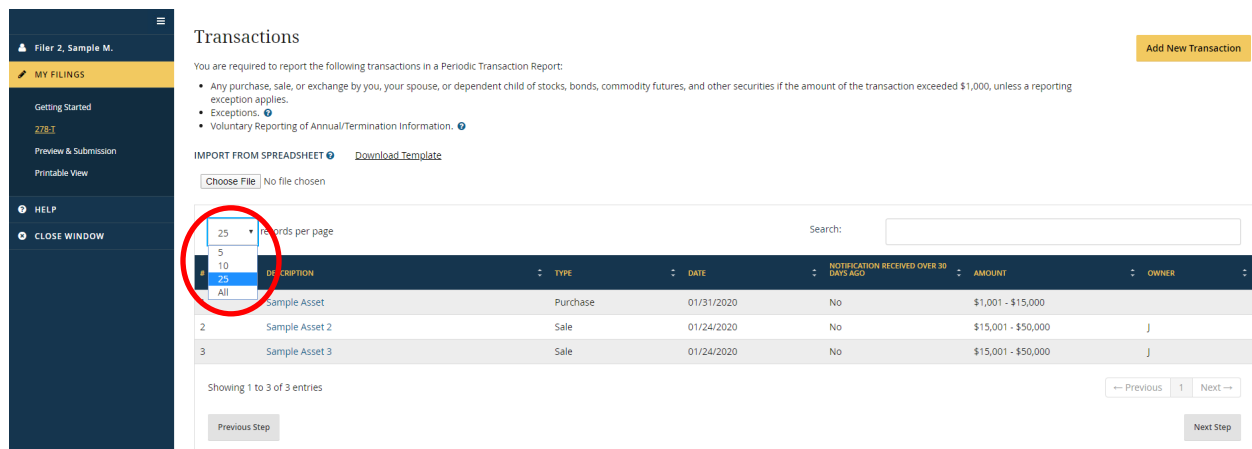 Filer 2, Sample M.
MY FILINGS
Getting Started
278-T
Preview & Submission
Printable View
HELP
CLOSE WINDOW
Transactions
Add New Transaction
You are required to report the following transactions in a Periodic Transaction Report:
Any purchase, sale, or exchange by you, your spouse, or dependent child of stocks, bonds, commodity futures, and other securities if the amount of the transaction exceeded $1,000, unless a reporting
exception applies.
Exceptions.
Voluntary Reporting of Annual/Termination Information.
IMPORT FROM SPREADSHEET Download Template
Choose File No file chosen
25 records per page Search:
5
10
25
All
# DESCRIPTION TYPE DATE NOTIFICATION RECEIVED OVER 30 DAYS AGO AMOUNT OWNER
Sample Asset Purchase 01/31/2020 No $1,001 - $15,000
2 Sample Asset 2 Sale 01/24/2020 No $15,001 - $50,000 J
3 Sample Asset 3 Sale 01/24/2020 No $15,001 - $50,000 J
Showing 1 to 3 of 3 entries
← Previous 1 Next →
Previous Step Next Step